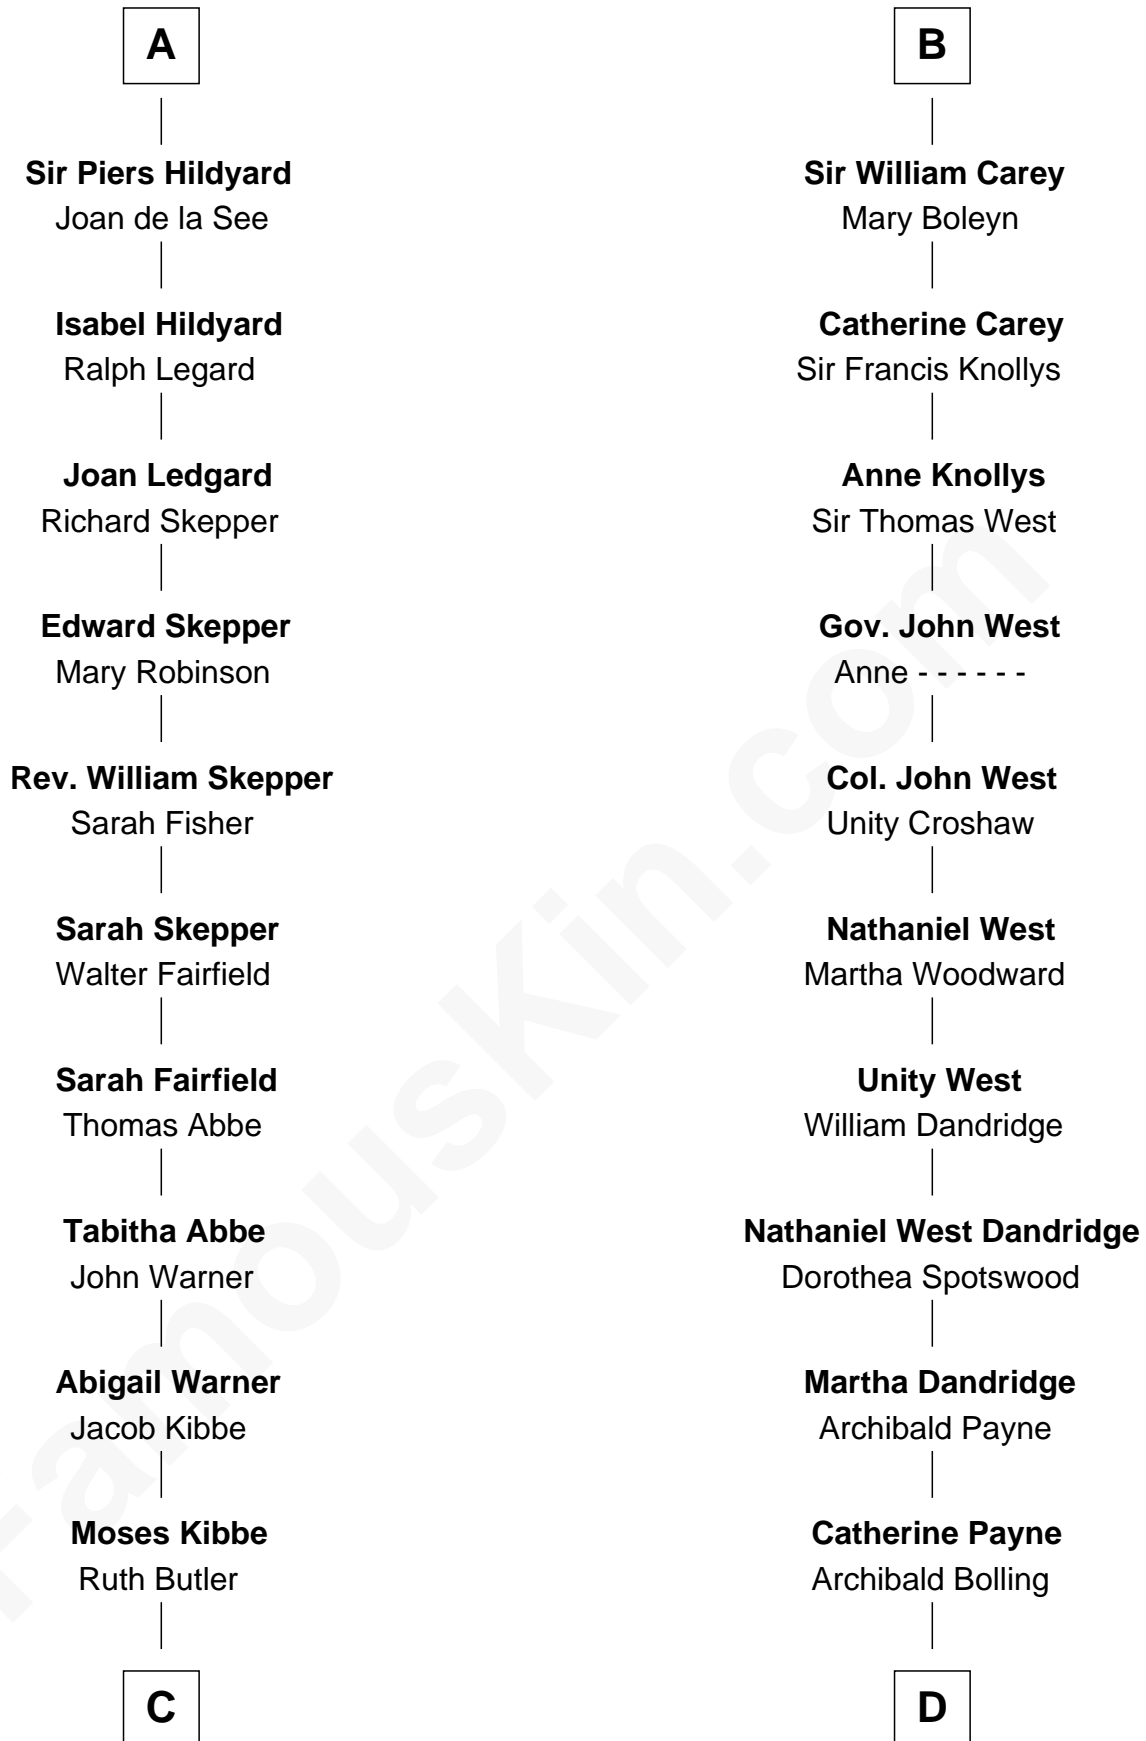 A
Sir Piers Hildyard
Joan de la See
Isabel Hildyard
Ralph Legard
Joan Ledgard
Richard Skepper
Edward Skepper
Mary Robinson
Rev. William Skepper
Sarah Fisher
Sarah Skepper
Walter Fairfield
Sarah Fairfield
Thomas Abbe
Tabitha Abbe
John Warner
Abigail Warner
Jacob Kibbe
Moses Kibbe
Ruth Butler
C
B
Sir William Carey
Mary Boleyn
Catherine Carey
Sir Francis Knollys
Anne Knollys
Sir Thomas West
Gov. John West
Anne - - - - - -
Col. John West
Unity Croshaw
Nathaniel West
Martha Woodward
Unity West
William Dandridge
Nathaniel West Dandridge
Dorothea Spotswood
Martha Dandridge
Archibald Payne
Catherine Payne
Archibald Bolling
D
FamousKin.com